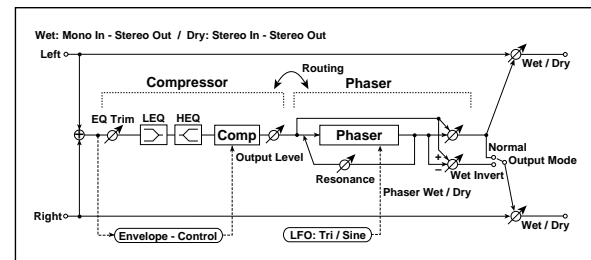 Wet: Mono In - Stereo Out / Dry: Stereo In - Stereo Out
Left
Wet / Dry
Routing
Compressor
Phaser
EQ Trim
LEQ
HEQ
Comp
Phaser
Normal
Output Level
+
−
Output Mode
Resonance
Wet Invert
Phaser Wet / Dry
Right
Wet / Dry
Envelope - Control
LFO: Tri / Sine